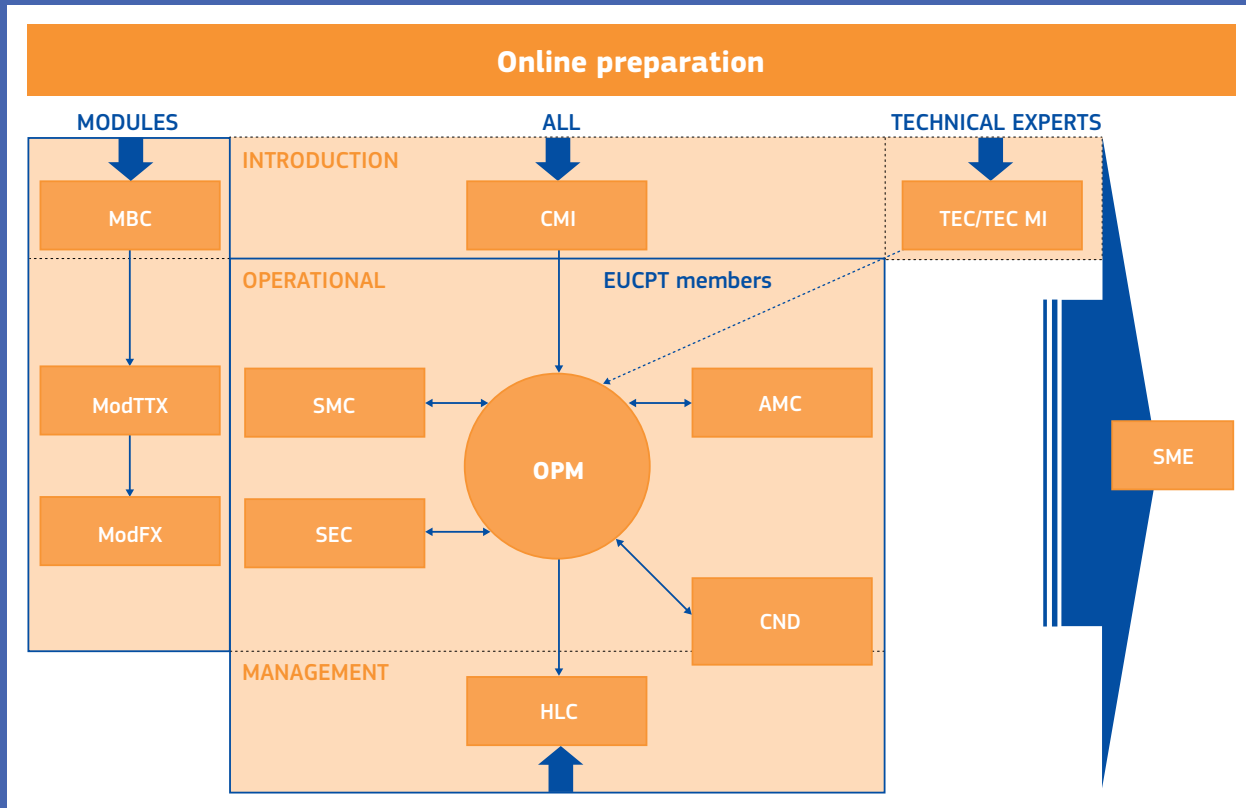 Online preparation
MODULES
ALL
TECHNICAL EXPERTS
INTRODUCTION
MBC
CMI
TEC/TEC MI
OPERATIONAL
EUCPT members
ModTTX
SMC
AMC
OPM
SME
ModFX
SEC
CND
MANAGEMENT
HLC